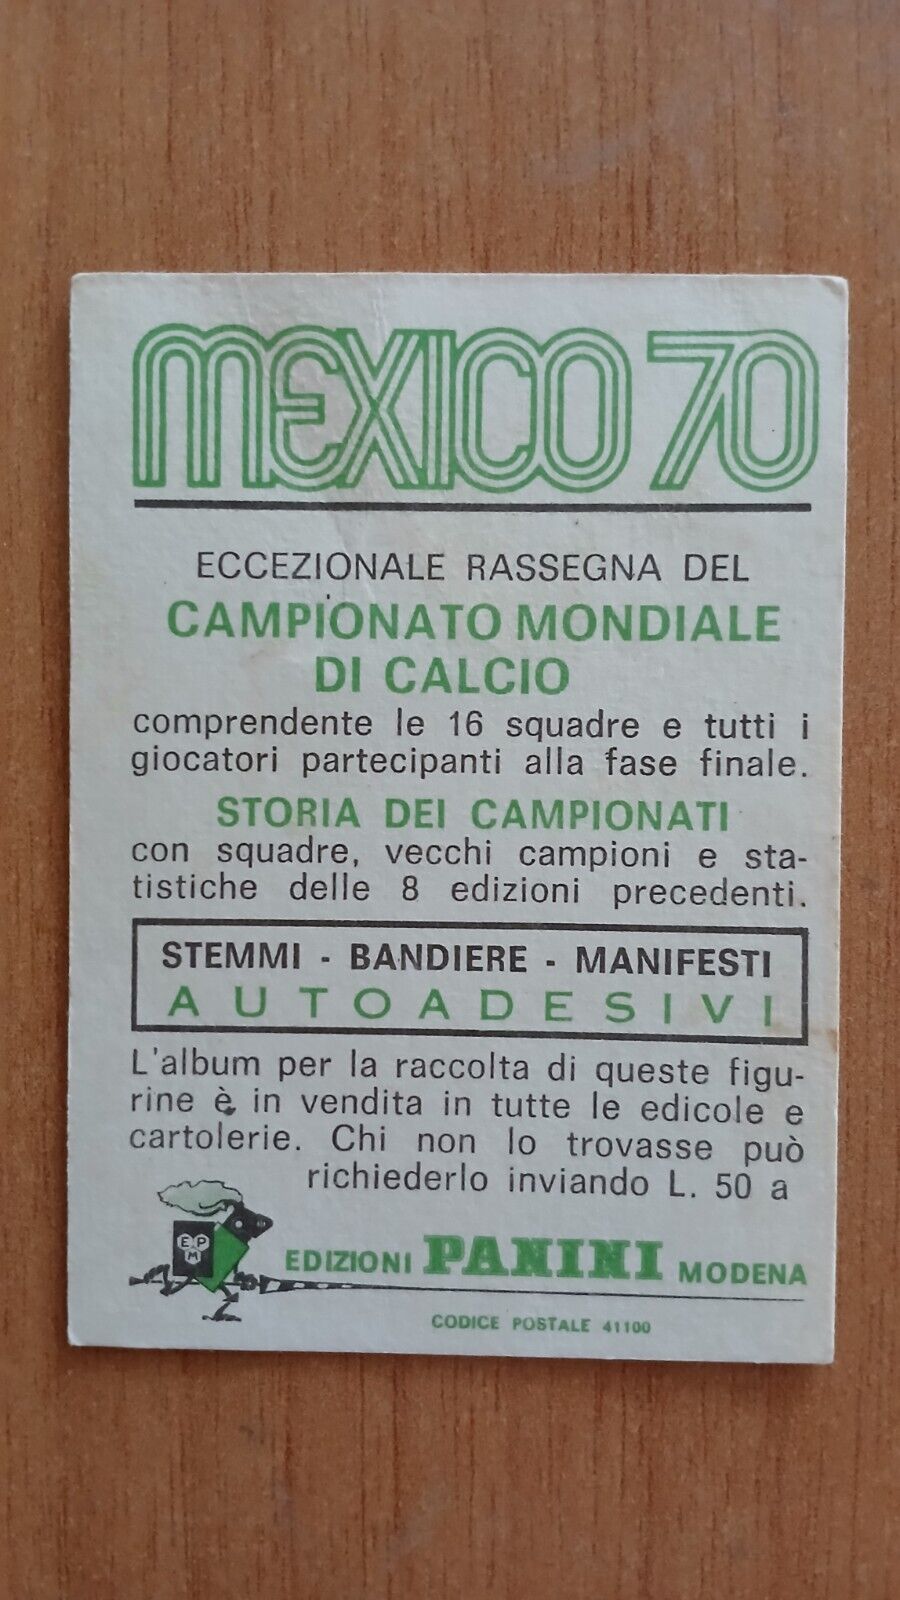 MEXICO 70
ECCEZIONALE RASSEGNA DEL
CAMPIONATO MONDIALE
DI CALCIO
comprendente le 16 squadre e tutti i
giocatori partecipanti alla fase finale.
STORIA DEI CAMPIONATI
con squadre, vecchi campioni e sta-
tistiche delle 8 edizioni precedenti.
STEMMI - BANDIERE - MANIFESTI
AUTOADESIVI
L'album per la raccolta di queste figu-
rine è in vendita in tutte le edicole e
cartolerie. Chi non lo trovasse può
richiederlo inviando L. 50 a
EPM
EDIZIONI PANINI MODENA
CODICE POSTALE 41100